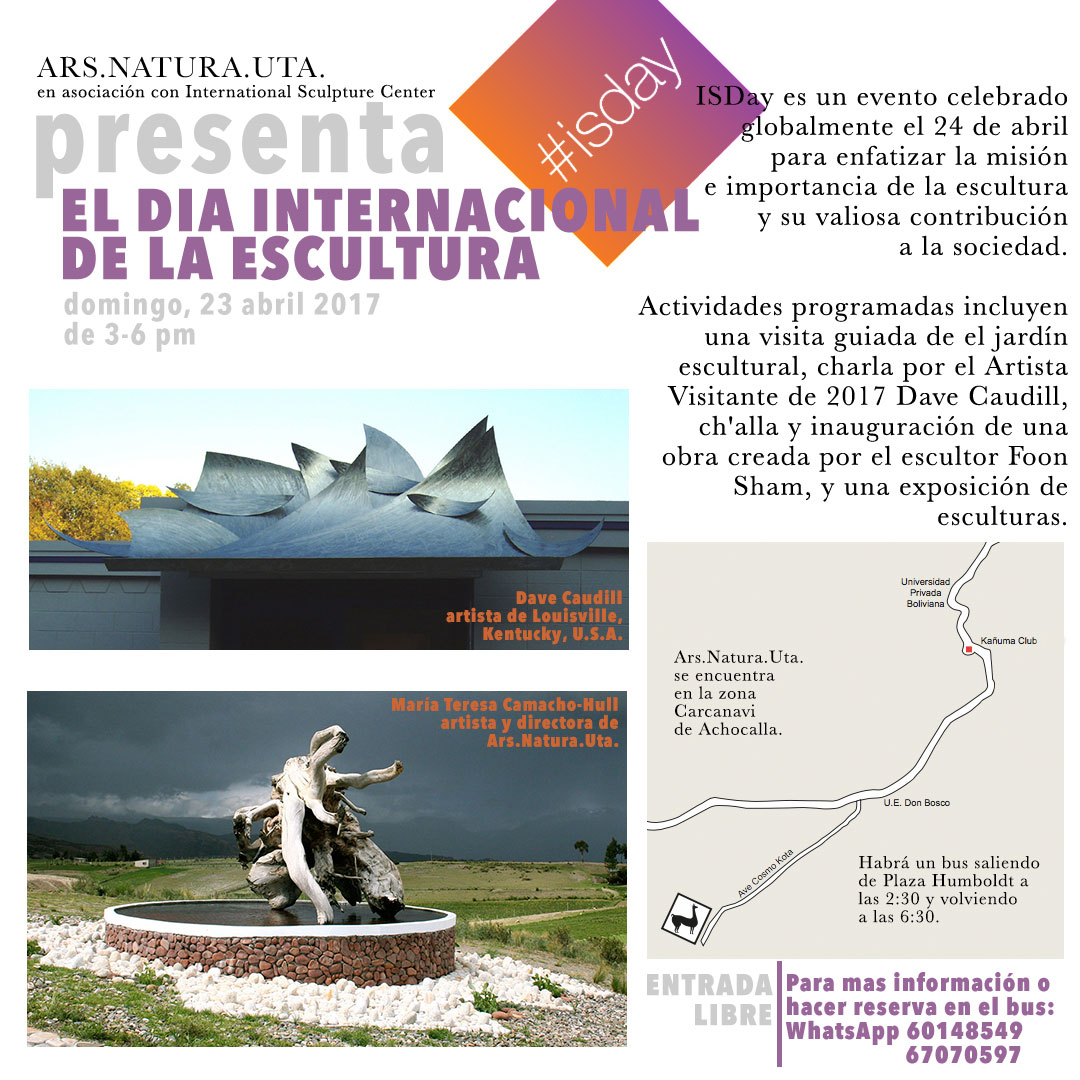 ARS.NATURA.UTA.
en asociación con International Sculpture Center
presenta
#isday
EL DIA INTERNACIONAL
DE LA ESCULTURA
domingo, 23 abril 2017
de 3-6 pm
ISDay es un evento celebrado
globalmente el 24 de abril
para enfatizar la misión
e importancia de la escultura
y su valiosa contribución
a la sociedad.
Actividades programadas incluyen
una visita guiada de el jardín
escultural, charla por el Artista
Visitante de 2017 Dave Caudill,
ch'alla y inauguración de una
obra creada por el escultor Foon
Sham, y una exposición de
esculturas.
Dave Caudill
artista de Louisville,
Kentucky, U.S.A.
María Teresa Camacho-Hull
artista y directora de
Ars.Natura.Uta.
Universidad
Privada
Boliviana
Kañuma Club
Ars.Natura.Uta.
se encuentra
en la zona
Carcanavi
de Achocalla.
U.E. Don Bosco
Ave Cosmo Kota
Habrá un bus saliendo
de Plaza Humboldt a
las 2:30 y volviendo
a las 6:30.
ENTRADA
LIBRE
Para mas información o
hacer reserva en el bus:
WhatsApp 60148549
67070597